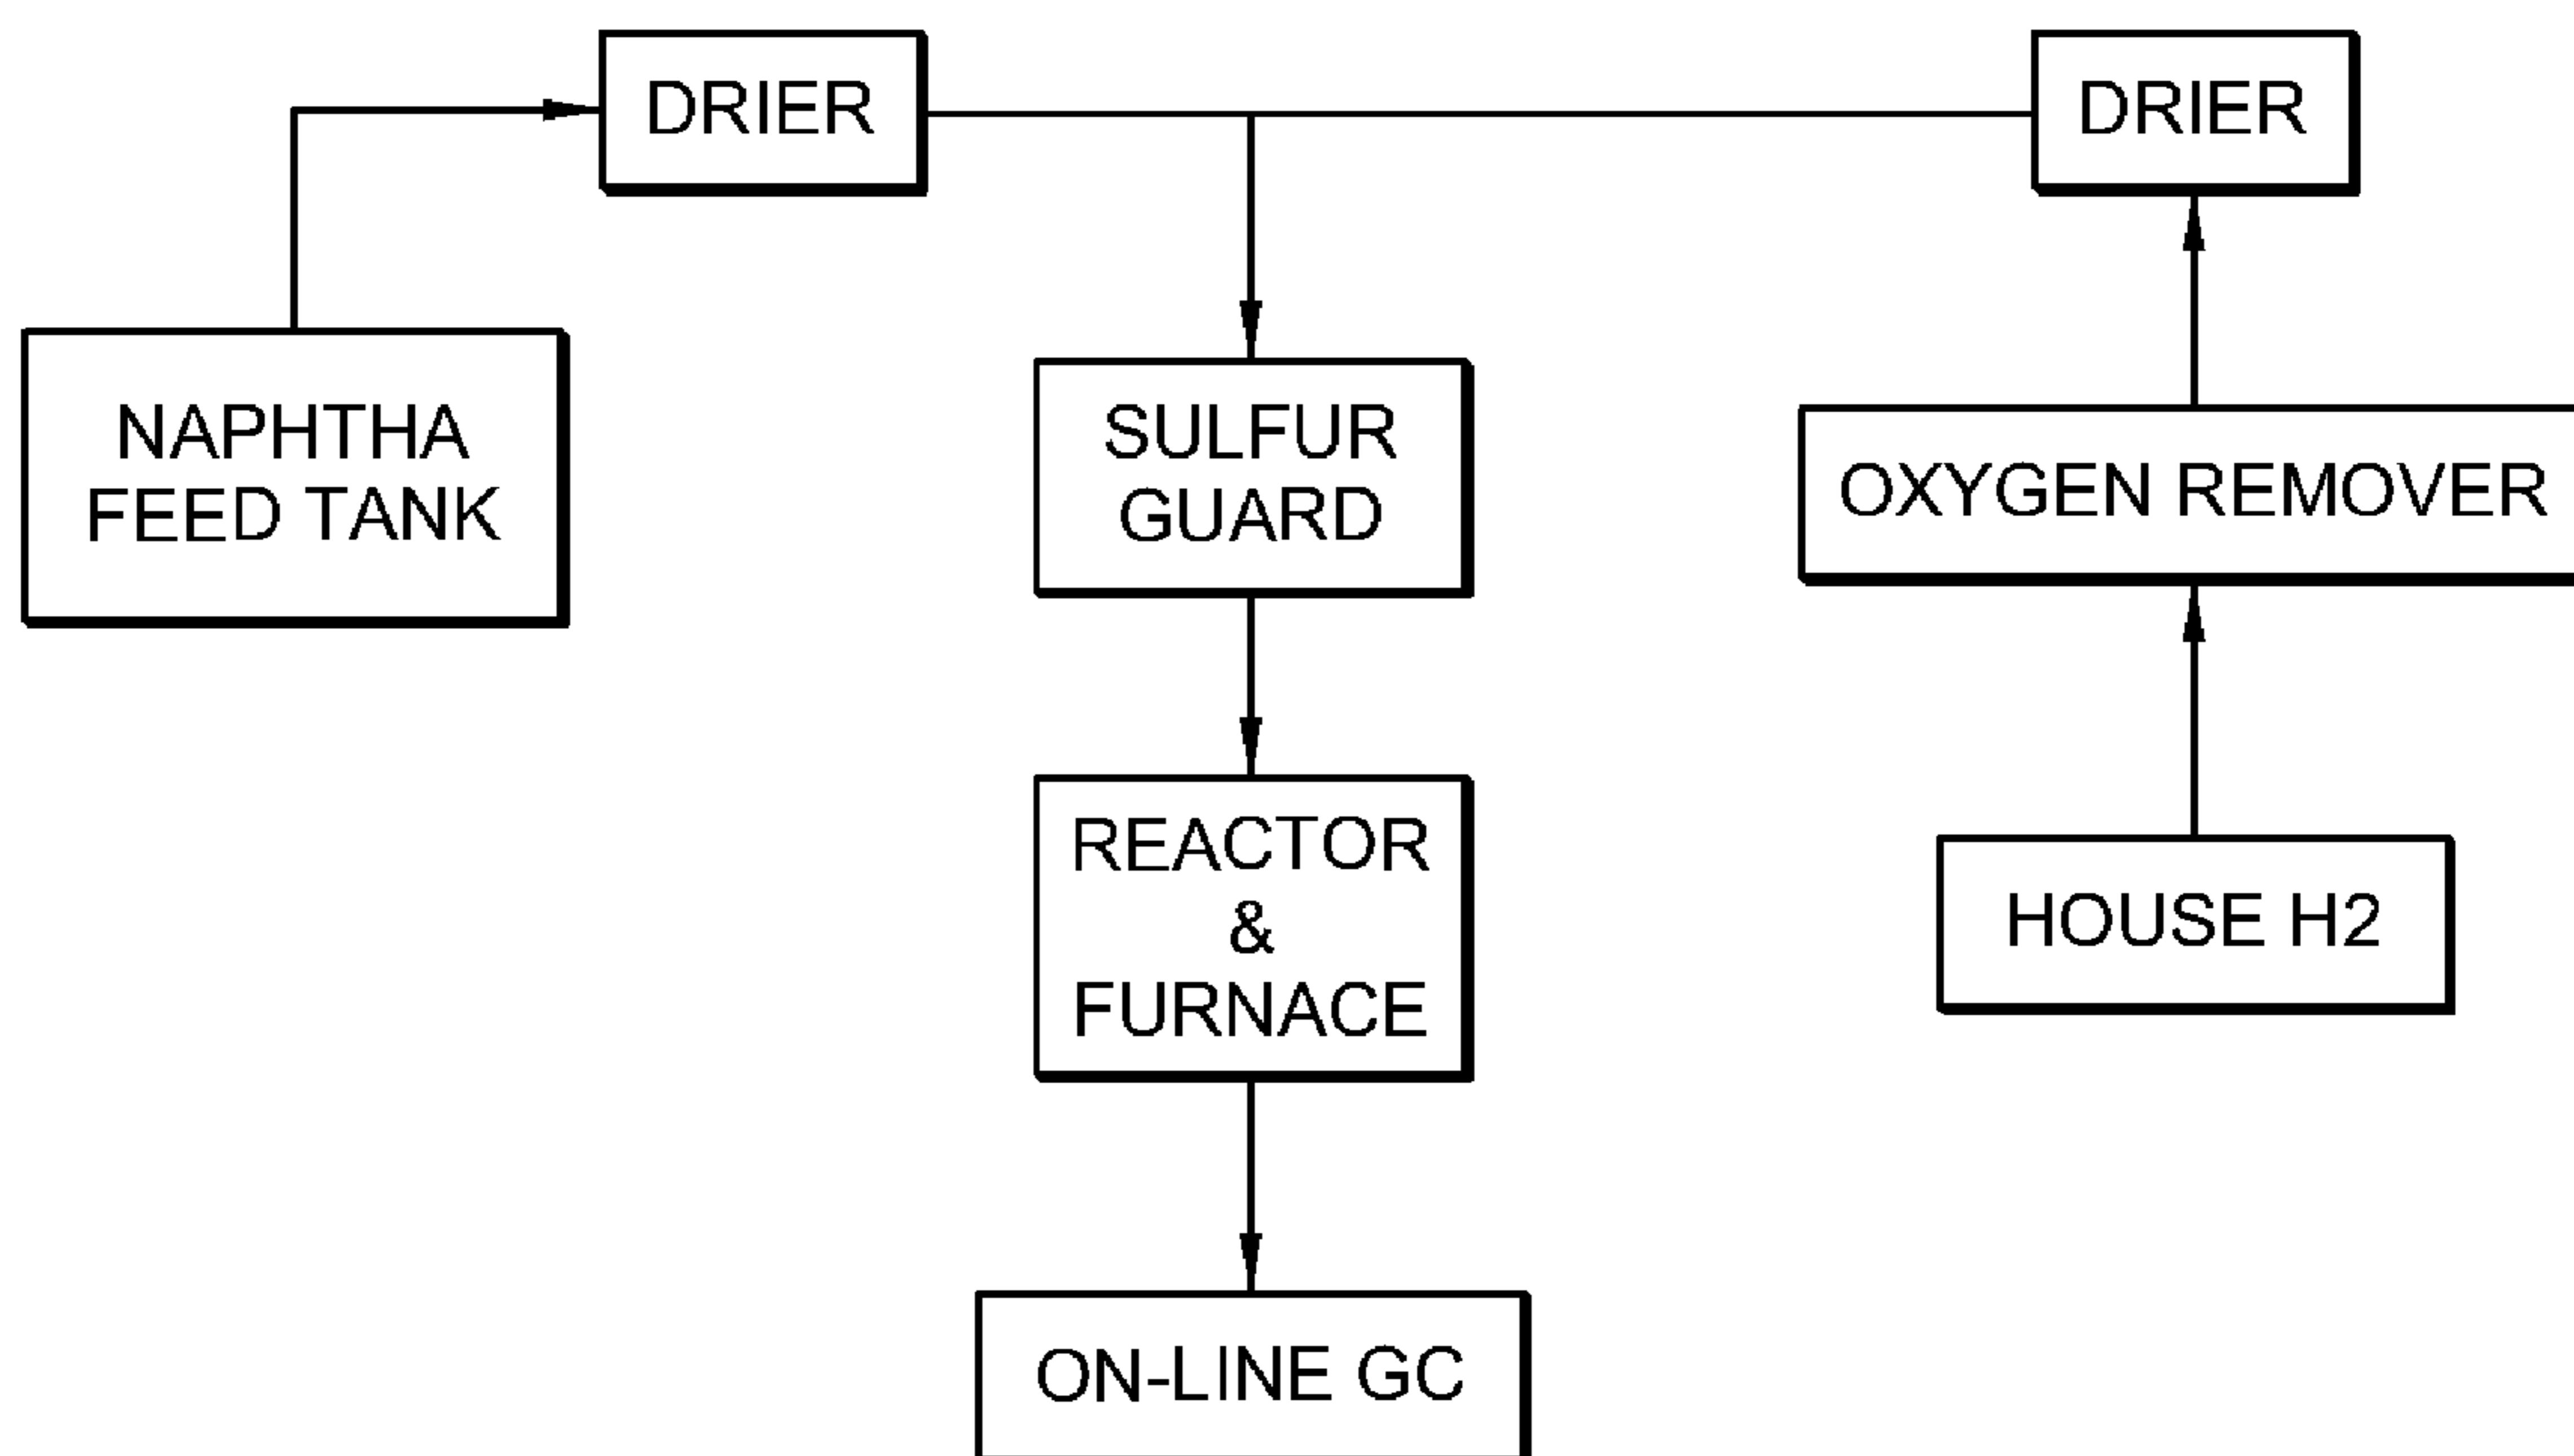 DRIER
DRIER
NAPHTHA
FEED TANK
SULFUR
GUARD
OXYGEN REMOVER
REACTOR
&
FURNACE
HOUSE H2
ON-LINE GC